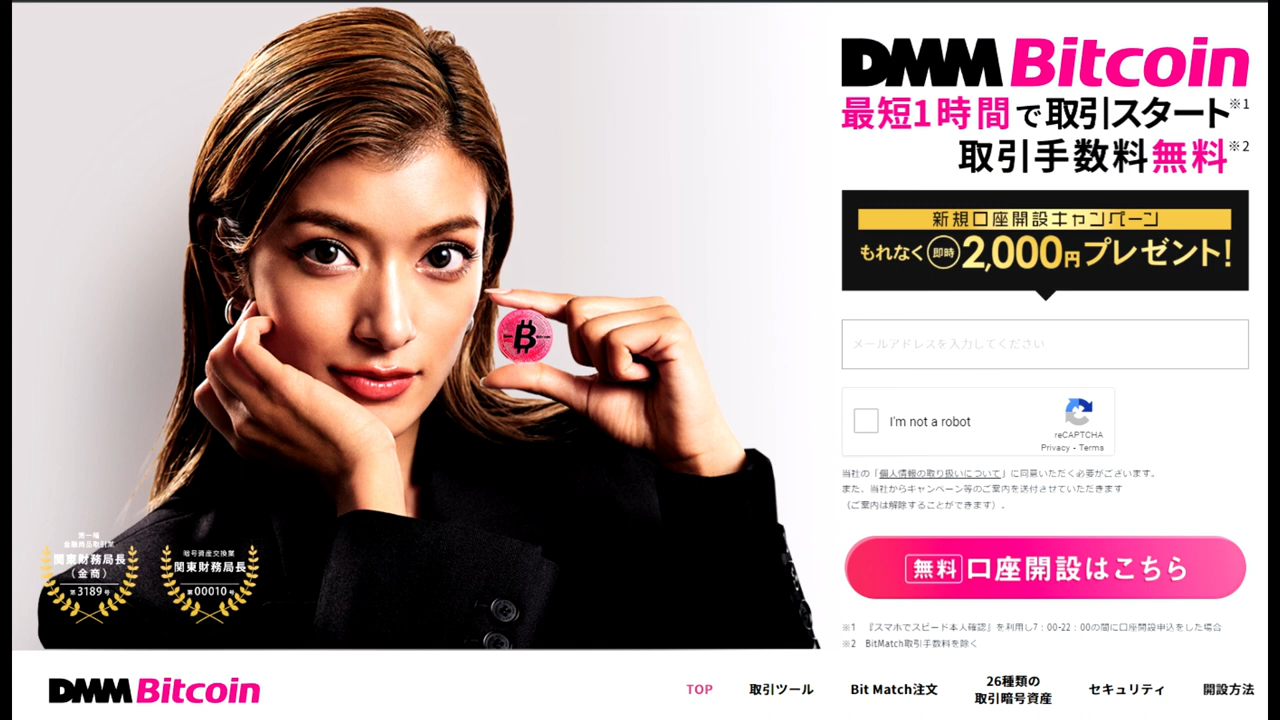 DMM Bitcoin
最短1時間で取引スタート※1
取引手数料無料※2
新規口座開設キャンペーン
もれなく即時2,000円プレゼント!
メールアドレスを入力してください
I'm not a robot
reCAPTCHA
Privacy - Terms
当社の「個人情報の取り扱いについて」に同意いただく必要がございます。
また、当社からキャンペーン等のご案内を送付させていただきます
(ご案内は解除することができます)。
無料 口座開設はこちら
※1 『スマホでスピード本人確認』を利用し7:00-22:00の間に口座開設申込をした場合
※2 BitMatch取引手数料を除く
第一種
金融商品取引業
関東財務局長
(金商)
第3189号
暗号資産交換業
関東財務局長
第00010号
DMM Bitcoin
TOP
取引ツール
Bit Match注文
26種類の
取引暗号資産
セキュリティ
開設方法